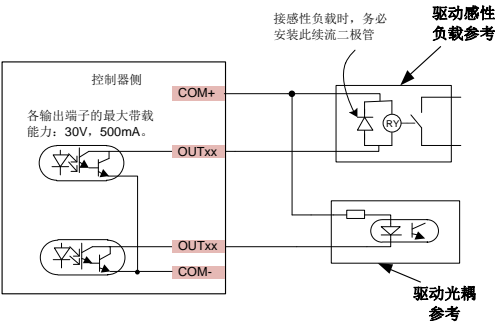 接感性负载时，务必
安装此续流二极管
驱动感性
负载参考
控制器侧
COM+
各输出端子的最大带载
能力：30V，500mA。
RY
OUTxx
OUTxx
COM-
驱动光耦
参考